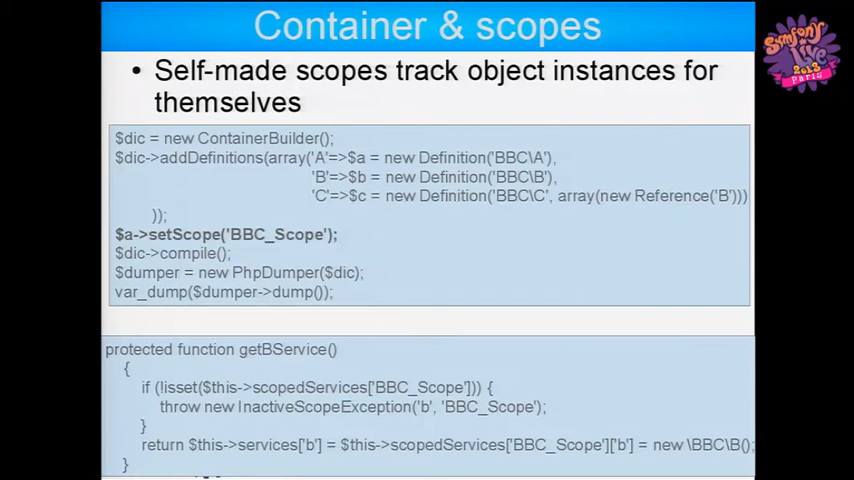 Container & scopes
Symfony
Live
2013
Paris
• Self-made scopes track object instances for
themselves
$dic = new ContainerBuilder();
$dic->addDefinitions(array('A'=>$a = new Definition('BBC\A'),
'B'=>$b = new Definition('BBC\B'),
'C'=>$c = new Definition('BBC\C', array(new Reference('B')))
));
$a->setScope('BBC_Scope');
$dic->compile();
$dumper = new PhpDumper($dic);
var_dump($dumper->dump());
protected function getBService()
{
if (!isset($this->scopedServices['BBC_Scope'])) {
throw new InactiveScopeException('b', 'BBC_Scope');
}
return $this->services['b'] = $this->scopedServices['BBC_Scope']['b'] = new \BBC\B();
}